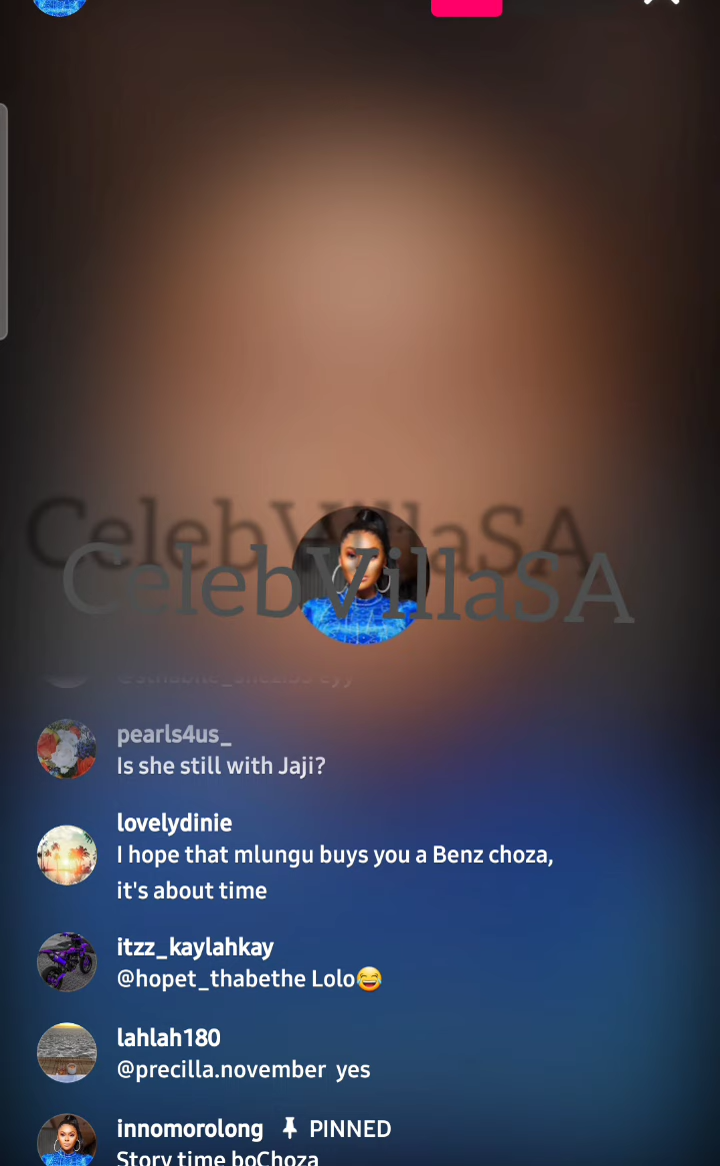 CelebVillaSA
CelebVillaSA
pearls4us_
Is she still with Jaji?
lovelydinie
I hope that mlungu buys you a Benz choza,
it's about time
itzz_kaylahkay
@hopet_thabethe Lolo😂
lahlah180
@precilla.november yes
innomorolong 📌 PINNED
Story time boChoza